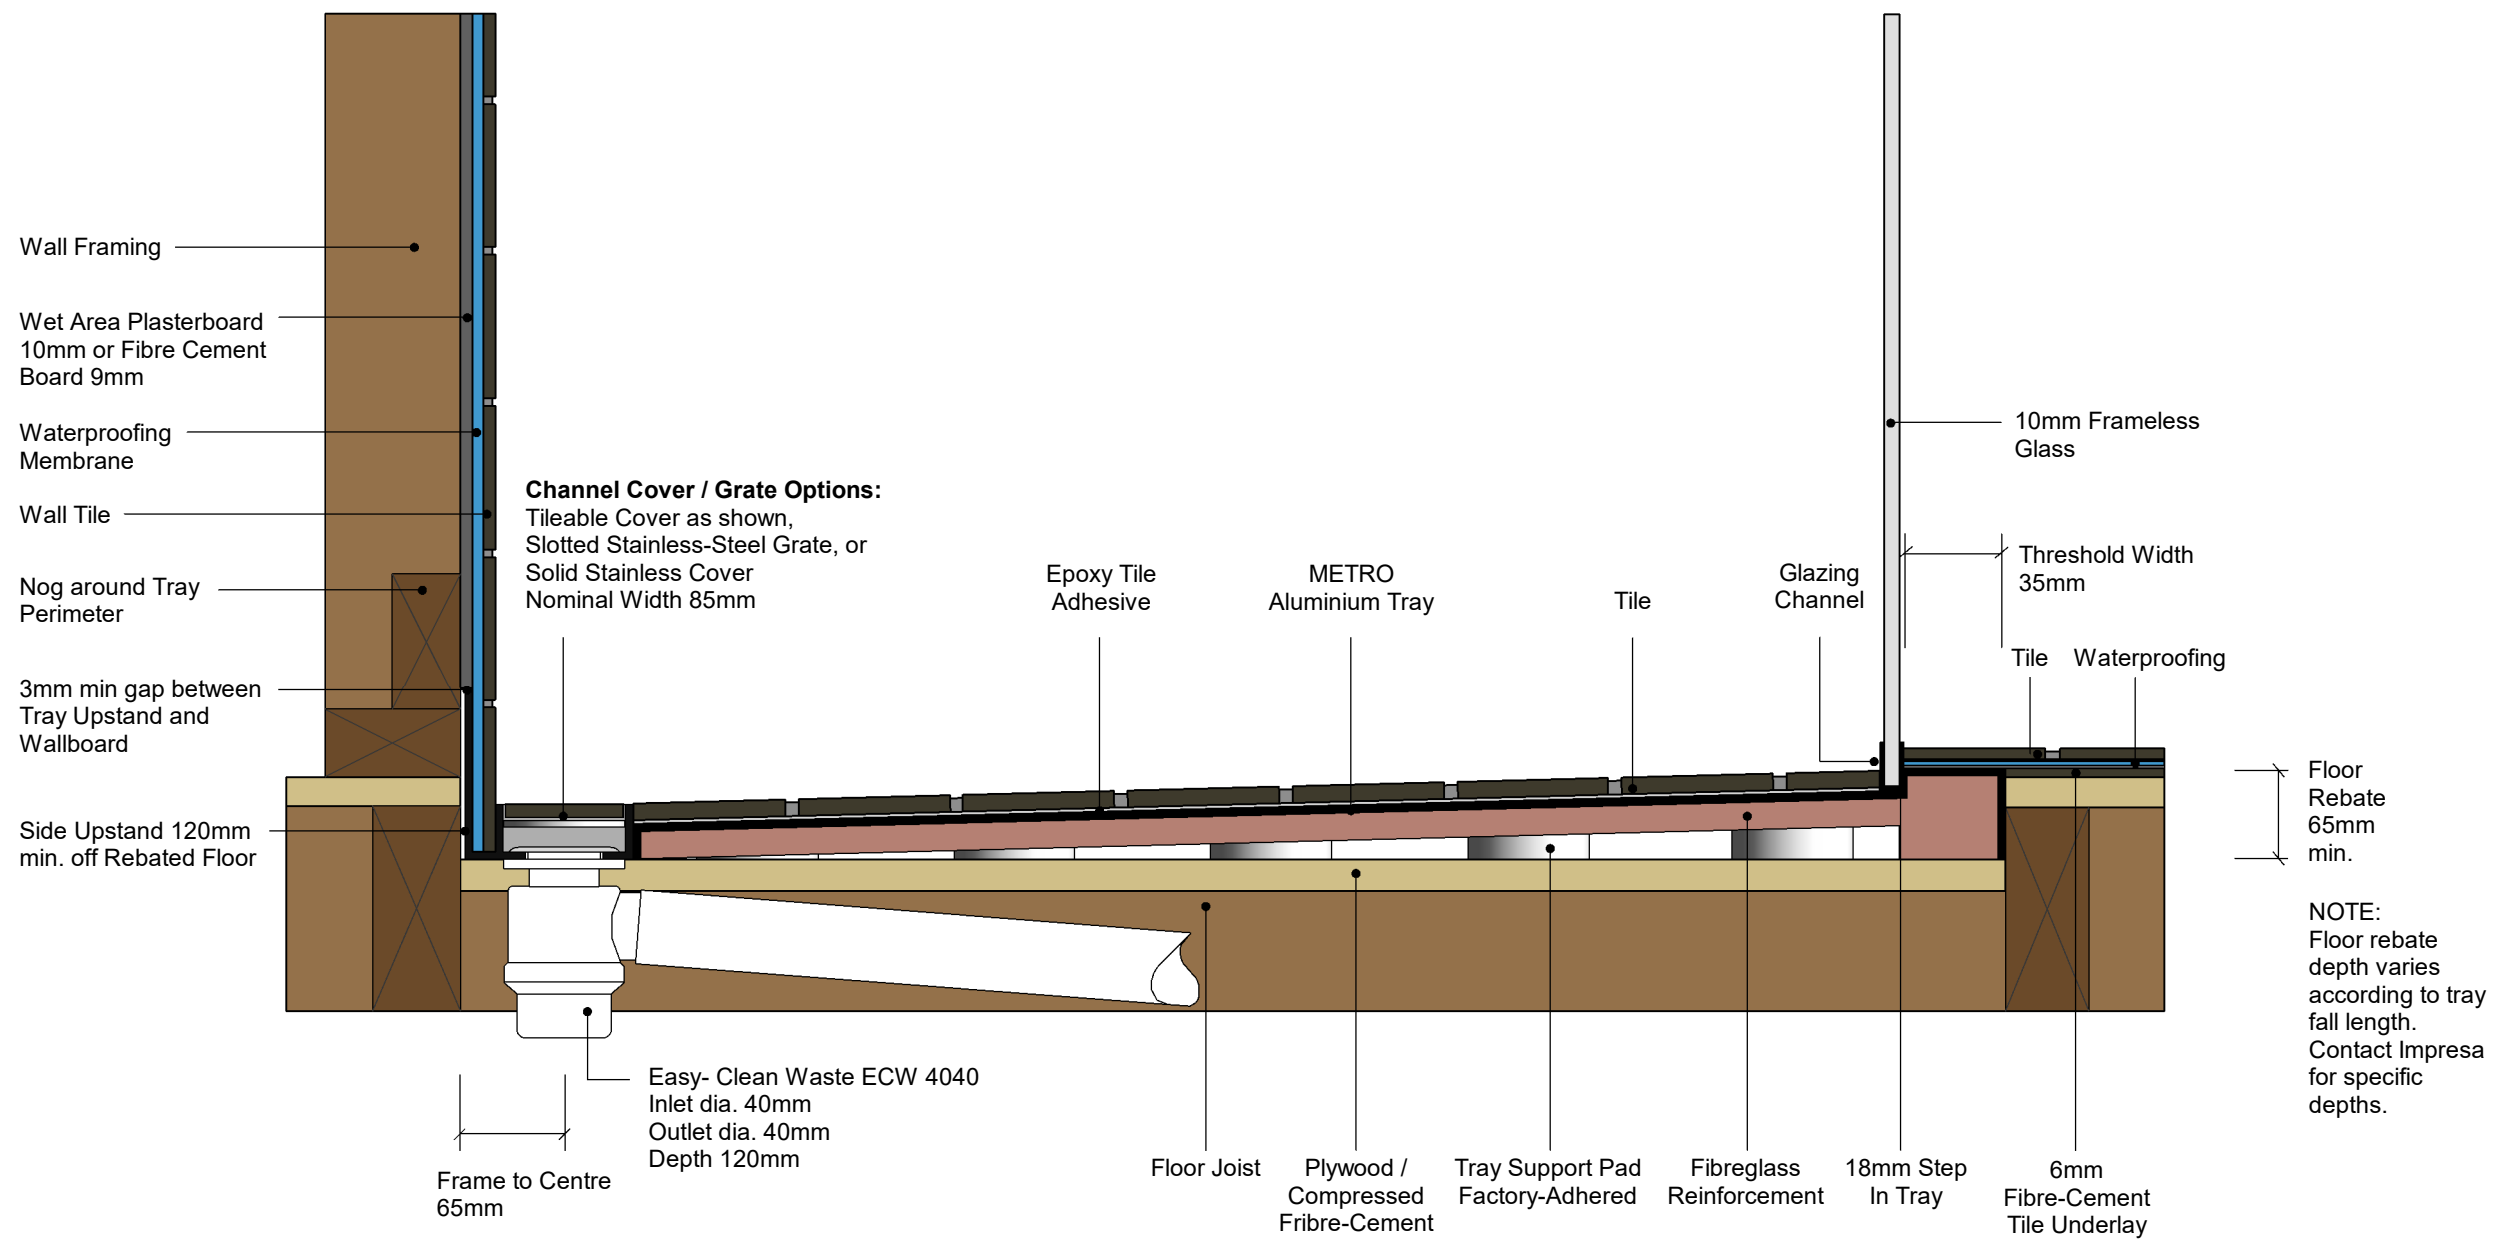 Wall Framing
Wet Area Plasterboard
10mm or Fibre Cement
Board 9mm
Waterproofing
Membrane
Wall Tile
Nog around Tray
Perimeter
3mm min gap between
Tray Upstand and
Wallboard
Side Upstand 120mm
min. off Rebated Floor
Channel Cover / Grate Options:
Tileable Cover as shown,
Slotted Stainless-Steel Grate, or
Solid Stainless Cover
Nominal Width 85mm
Epoxy Tile
Adhesive
METRO
Aluminium Tray
Tile
Glazing
Channel
10mm Frameless
Glass
Threshold Width
35mm
Tile
Waterproofing
Floor
Rebate
65mm
min.
NOTE:
Floor rebate
depth varies
according to tray
fall length.
Contact Impresa
for specific
depths.
Easy- Clean Waste ECW 4040
Inlet dia. 40mm
Outlet dia. 40mm
Depth 120mm
Frame to Centre
65mm
Floor Joist
Plywood /
Compressed
Fribre-Cement
Tray Support Pad
Factory-Adhered
Fibreglass
Reinforcement
18mm Step
In Tray
6mm
Fibre-Cement
Tile Underlay